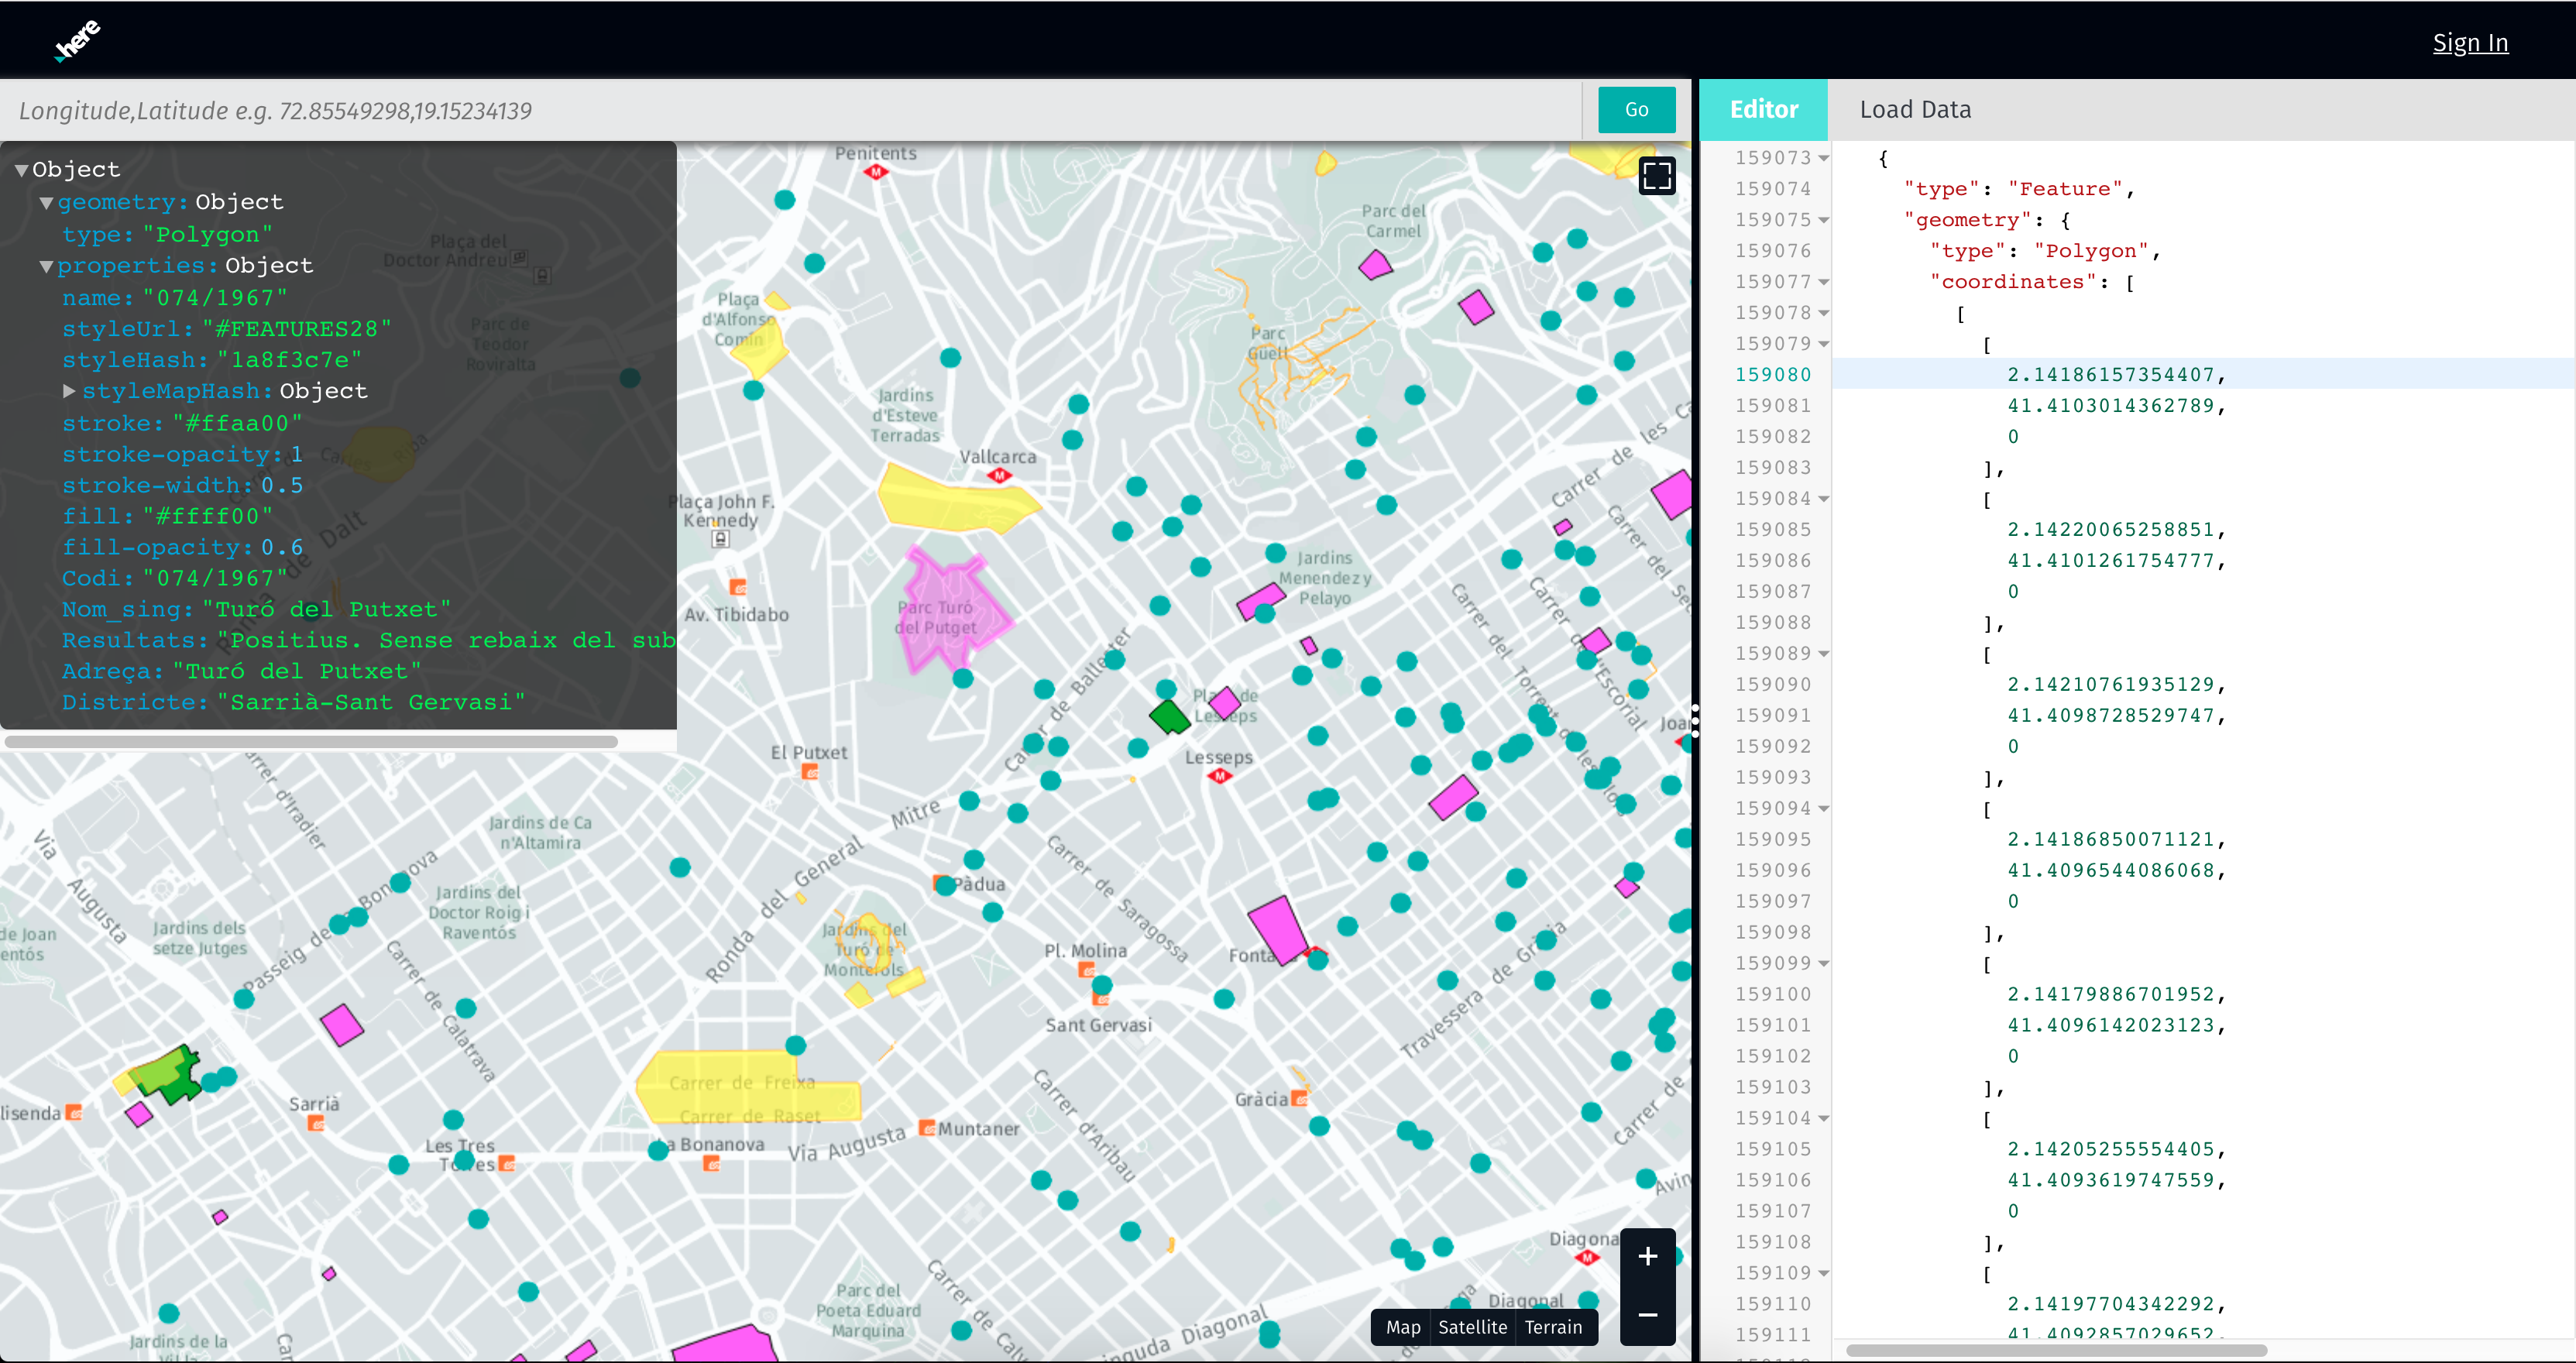 here
Sign In
Longitude,Latitude e.g. 72.85549298,19.15234139
Go
Editor
Load Data
Object
geometry: Object
type: "Polygon"
properties: Object
name: "074/1967"
styleUrl: "#FEATURES28"
styleHash: "1a8f3c7e"
styleMapHash: Object
stroke: "#ffaa00"
stroke-opacity: 1
stroke-width: 0.5
fill: "#ffff00"
fill-opacity: 0.6
Codi: "074/1967"
Nom_sing: "Turó del Putxet"
Resultats: "Positius. Sense rebaix del sub
Adreça: "Turó del Putxet"
Districte: "Sarrià-Sant Gervasi"
Plaça del
Doctor Andreu
Parc de
Teodor
Roviralta
Penitents
Parc del
Carmel
Plaça
d'Alfonso
Comín
Parc
Güell
Jardins
d'Esteve
Terradas
Vallcarca
Carrer de les Ca
Plaça John F.
Kennedy
Carrer del Se
Jardins
Menendez y
Pelayo
Av. Tibidabo
Parc Turó
del Putget
Carrer de Ballester
Carrer del Torrent de les Flors
Carrer de l'Escorial
Plaça de
Lesseps
Joan
El Putxet
Lesseps
Carrer d'Iradier
Jardins de Ca
n'Altamira
Ronda del General Mitre
Via Augusta
Passeig de la Bonanova
Jardins del
Doctor Roig i
Raventós
Pàdua
Carrer de Saragossa
de Joan
entós
Jardins dels
setze Jutges
Jardins del
Turó de
Monterols
Pl. Molina
Fontana
Carrer de Calatrava
Travessera de Gràcia
Sant Gervasi
Carrer de Freixa
Carrer de Raset
Carrer d'Aribau
Gràcia
Carrer de
lisenda
Sarrià
Les Tres
Torres
La Bonanova
Via Augusta
Muntaner
Avin
Diagonal
Diagonal
Parc del
Poeta Eduard
Marquina
Carrer de Calv
inguda Diagonal
Jardins de la
Map
Satellite
Terrain
+
−
159073 {
159074 "type": "Feature",
159075 "geometry": {
159076 "type": "Polygon",
159077 "coordinates": [
159078 [
159079 [
159080 2.14186157354407,
159081 41.4103014362789,
159082 0
159083 ],
159084 [
159085 2.14220065258851,
159086 41.4101261754777,
159087 0
159088 ],
159089 [
159090 2.14210761935129,
159091 41.4098728529747,
159092 0
159093 ],
159094 [
159095 2.14186850071121,
159096 41.4096544086068,
159097 0
159098 ],
159099 [
159100 2.14179886701952,
159101 41.4096142023123,
159102 0
159103 ],
159104 [
159105 2.14205255554405,
159106 41.4093619747559,
159107 0
159108 ],
159109 [
159110 2.14197704342292,
159111 41.4092857029652,